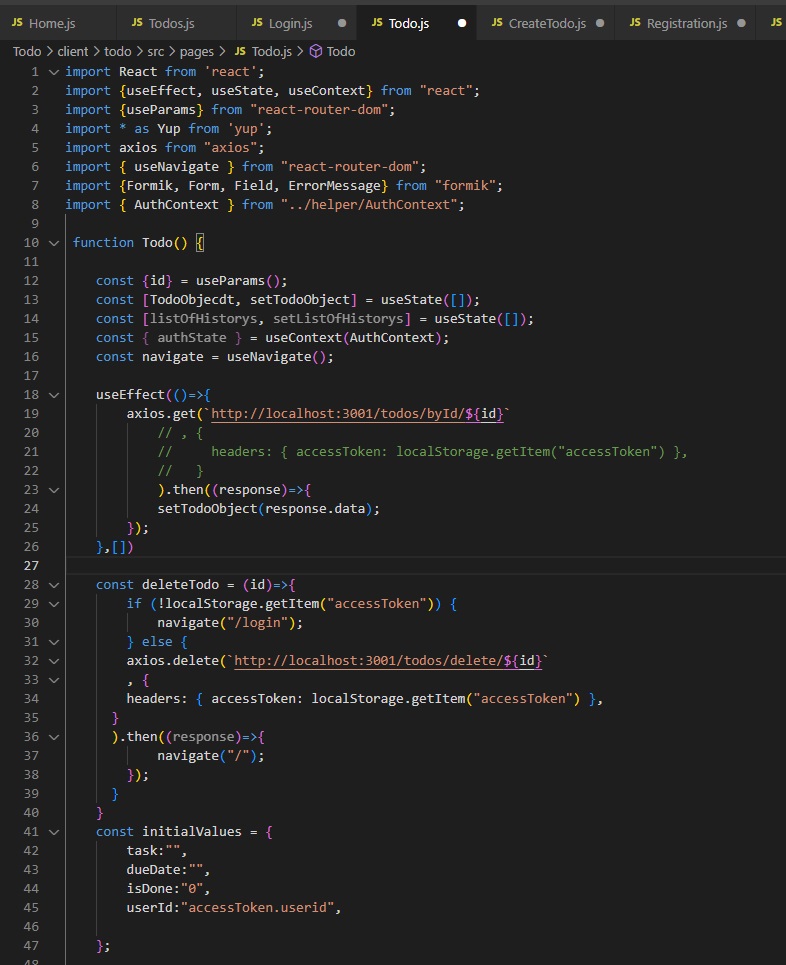 JS Home.js JS Todos.js JS Login.js JS Todo.js JS CreateTodo.js JS Registration.js JS
Todo > client > todo > src > pages > JS Todo.js > Todo
1 import React from 'react';
2 import {useEffect, useState, useContext} from "react";
3 import {useParams} from "react-router-dom";
4 import * as Yup from 'yup';
5 import axios from "axios";
6 import { useNavigate } from "react-router-dom";
7 import {Formik, Form, Field, ErrorMessage} from "formik";
8 import { AuthContext } from "../helper/AuthContext";
9
10 function Todo() {
11
12 const {id} = useParams();
13 const [TodoObjecdt, setTodoObject] = useState([]);
14 const [listOfHistorys, setListOfHistorys] = useState([]);
15 const { authState } = useContext(AuthContext);
16 const navigate = useNavigate();
17
18 useEffect(()=>{
19 axios.get(`http://localhost:3001/todos/byId/${id}`
20 // , {
21 // headers: { accessToken: localStorage.getItem("accessToken") },
22 // }
23 ).then((response)=>{
24 setTodoObject(response.data);
25 });
26 },[])
27
28 const deleteTodo = (id)=>{
29 if (!localStorage.getItem("accessToken")) {
30 navigate("/login");
31 } else {
32 axios.delete(`http://localhost:3001/todos/delete/${id}`
33 , {
34 headers: { accessToken: localStorage.getItem("accessToken") },
35 }
36 ).then((response)=>{
37 navigate("/");
38 });
39 }
40 }
41 const initialValues = {
42 task:"",
43 dueDate:"",
44 isDone:"0",
45 userId:"accessToken.userid",
46
47 };
48